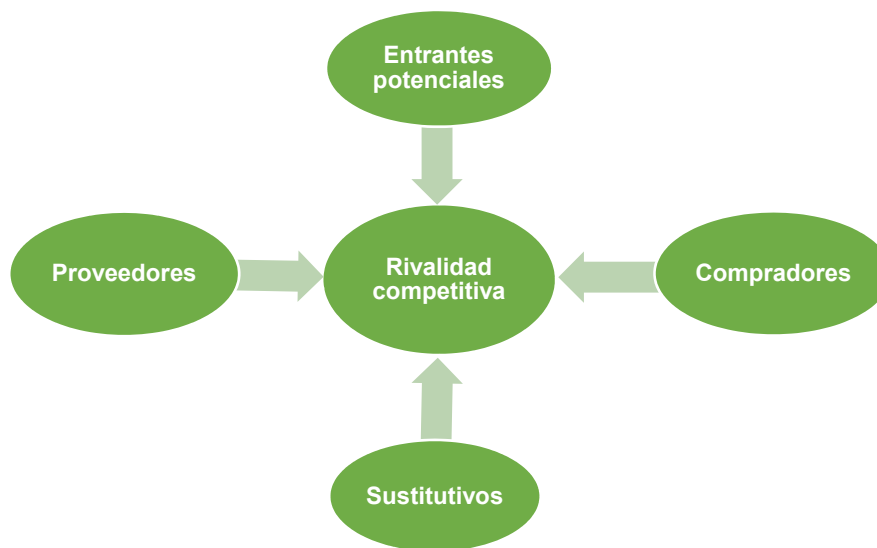 Entrantes
potenciales
Proveedores
Rivalidad
competitiva
Compradores
Sustitutivos